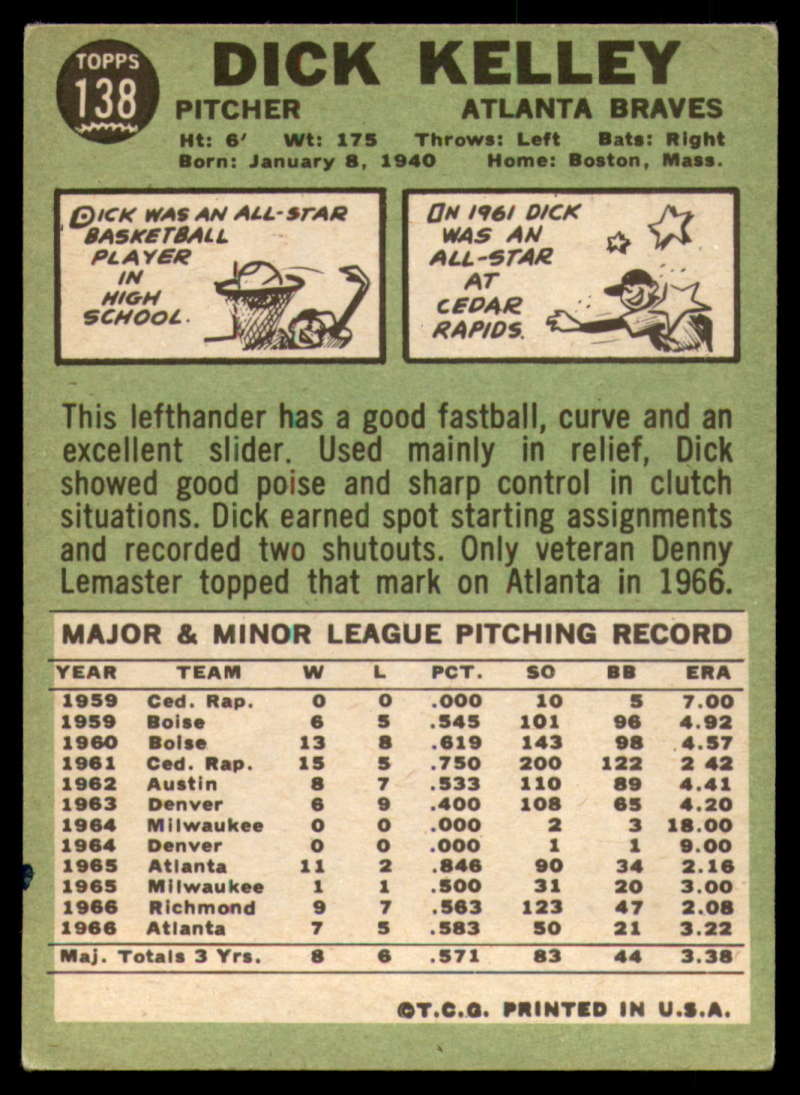 TOPPS
138
DICK KELLEY
PITCHER ATLANTA BRAVES
Ht: 6' Wt: 175 Throws: Left Bats: Right
Born: January 8, 1940 Home: Boston, Mass.
DICK WAS AN ALL-STAR
BASKETBALL
PLAYER
IN
HIGH
SCHOOL.
IN 1961 DICK
WAS AN
ALL-STAR
AT
CEDAR
RAPIDS.
This lefthander has a good fastball, curve and an
excellent slider. Used mainly in relief, Dick
showed good poise and sharp control in clutch
situations. Dick earned spot starting assignments
and recorded two shutouts. Only veteran Denny
Lemaster topped that mark on Atlanta in 1966.
MAJOR & MINOR LEAGUE PITCHING RECORD
YEAR TEAM W L PCT. SO BB ERA
1959 Ced. Rap. 0 0 .000 10 5 7.00
1959 Boise 6 5 .545 101 96 4.92
1960 Boise 13 8 .619 143 98 4.57
1961 Ced. Rap. 15 5 .750 200 122 2 42
1962 Austin 8 7 .533 110 89 4.41
1963 Denver 6 9 .400 108 65 4.20
1964 Milwaukee 0 0 .000 2 3 18.00
1964 Denver 0 0 .000 1 1 9.00
1965 Atlanta 11 2 .846 90 34 2.16
1965 Milwaukee 1 1 .500 31 20 3.00
1966 Richmond 9 7 .563 123 47 2.08
1966 Atlanta 7 5 .583 50 21 3.22
Maj. Totals 3 Yrs. 8 6 .571 83 44 3.38
©T.C.G. PRINTED IN U.S.A.